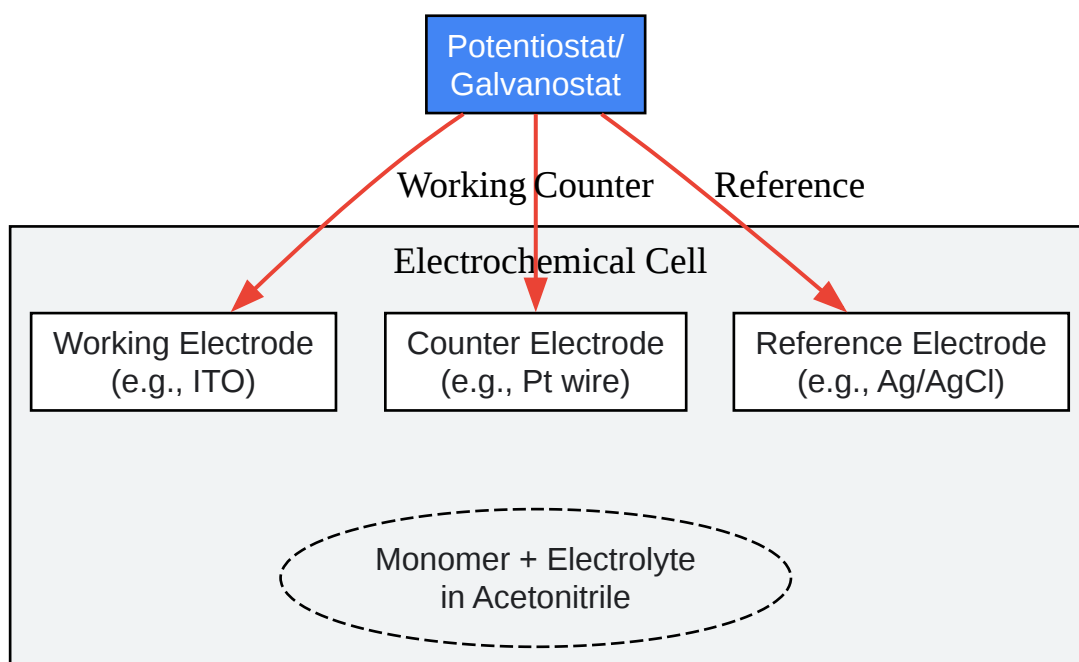 Potentiostat/
Galvanostat
Working
Counter
Reference
Electrochemical Cell
Working Electrode
(e.g., ITO)
Counter Electrode
(e.g., Pt wire)
Reference Electrode
(e.g., Ag/AgCl)
Monomer + Electrolyte
in Acetonitrile